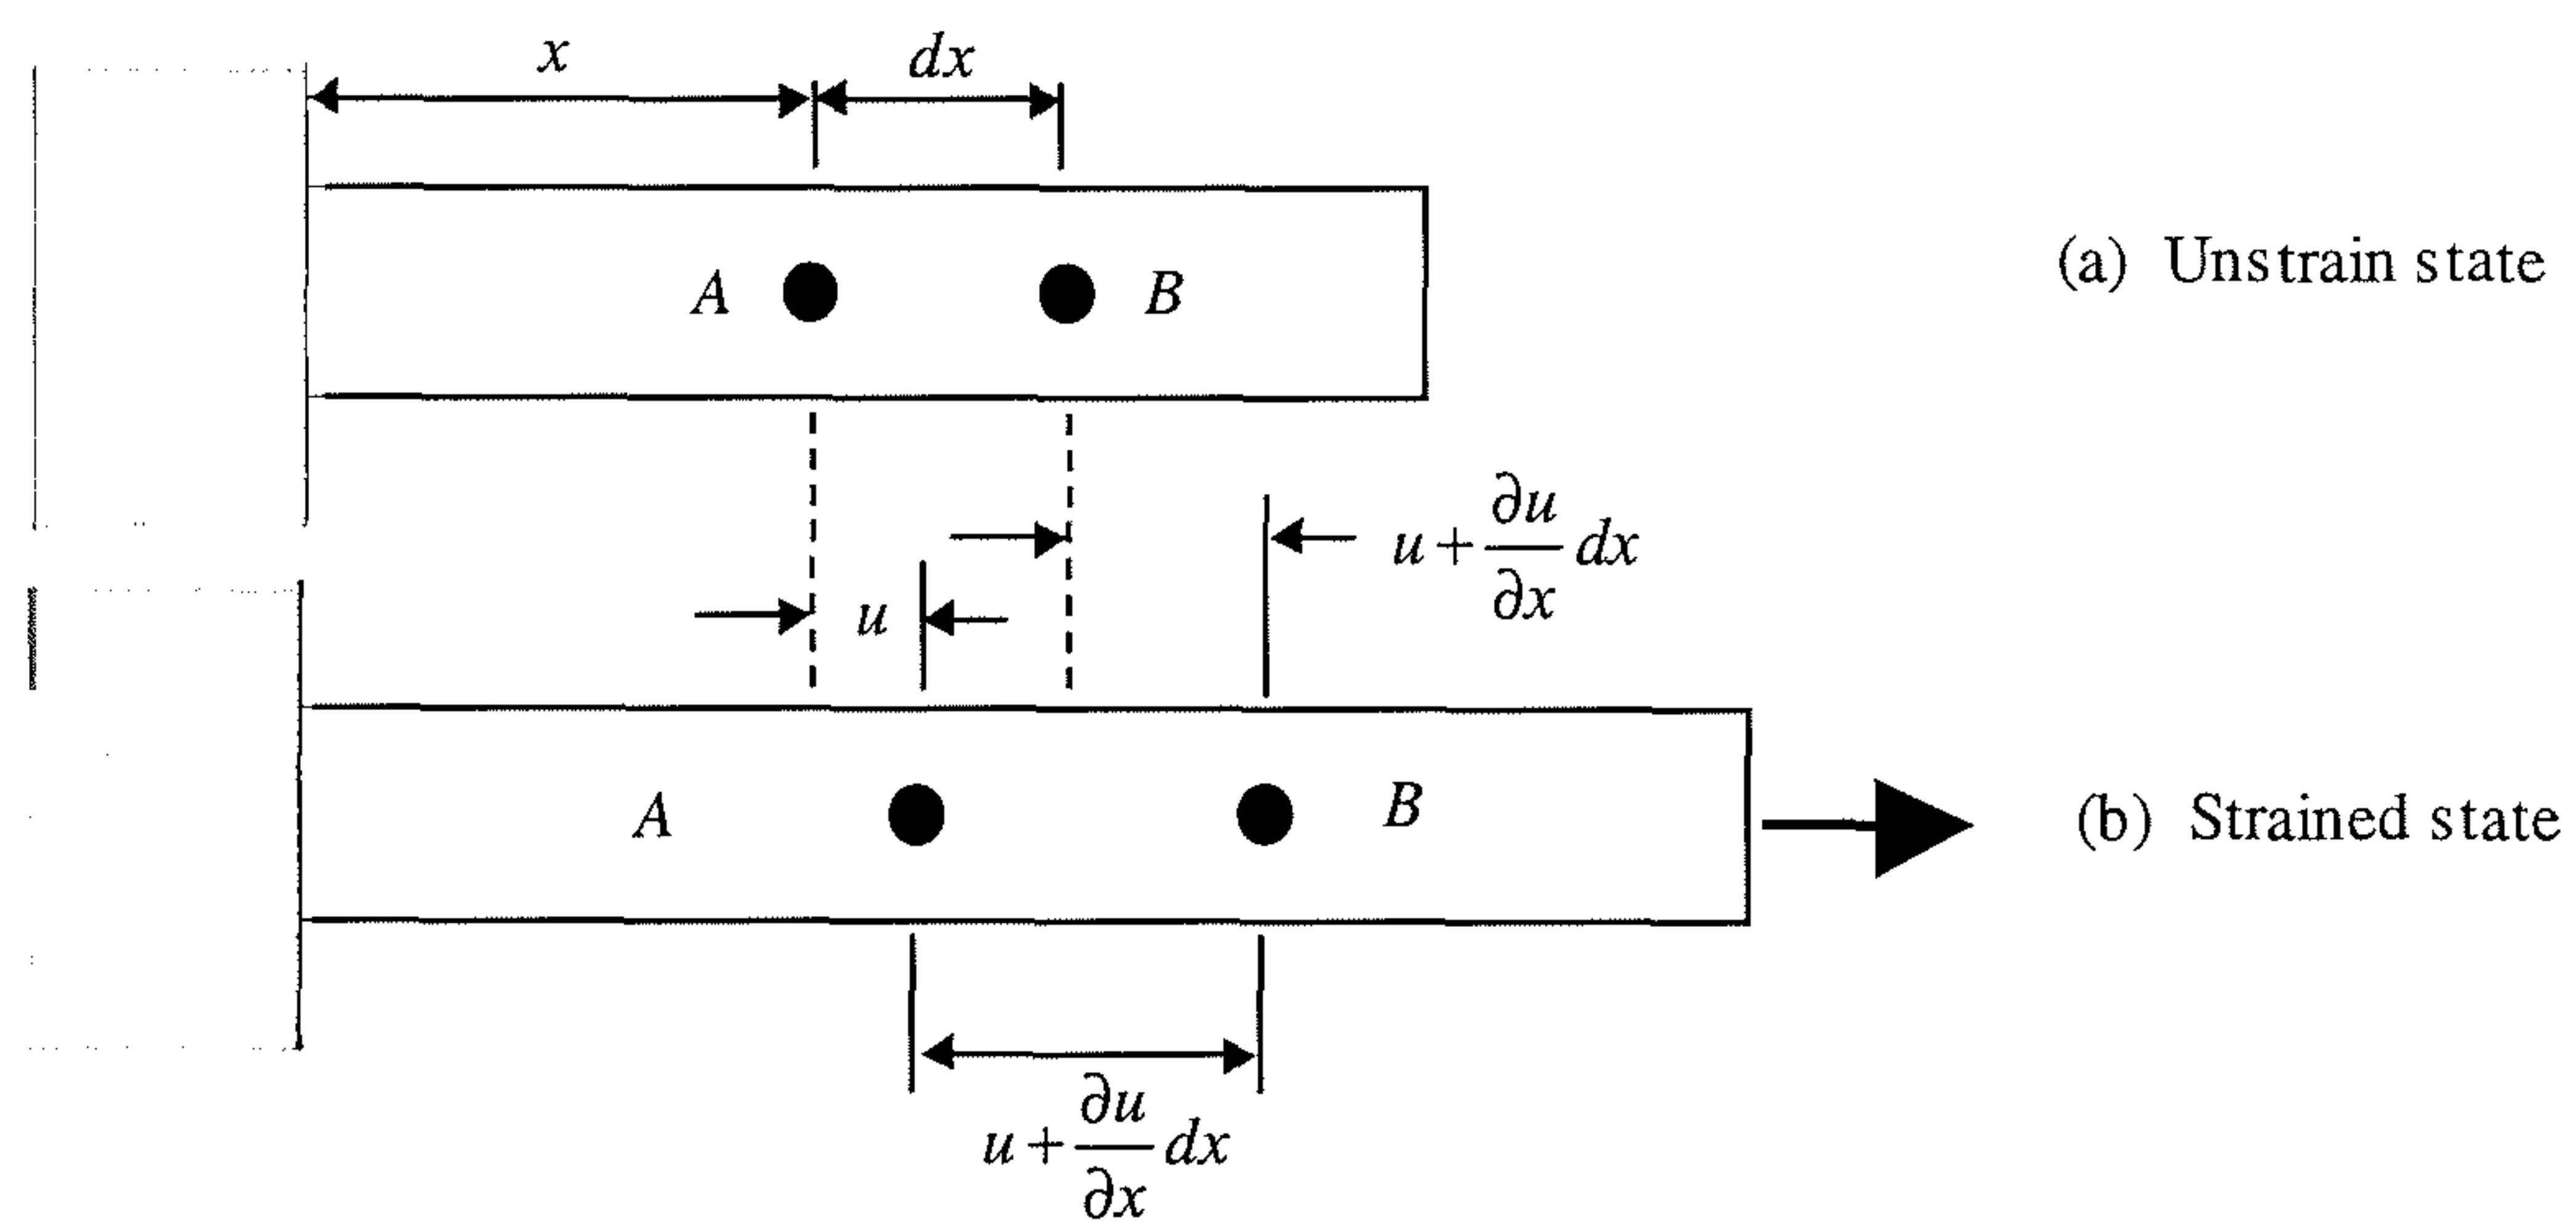 x
dx
A
B
(a) Unstrain state
u + ∂u/∂x dx
u
A
B
(b) Strained state
u + ∂u/∂x dx